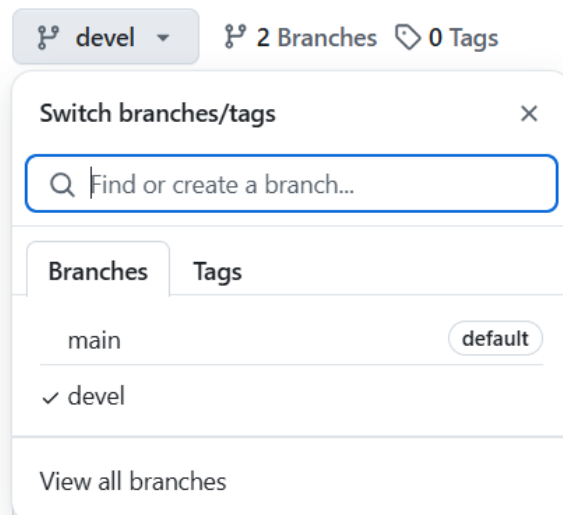 devel 2 Branches 0 Tags
Switch branches/tags
Find or create a branch...
Branches Tags
main default
devel
View all branches